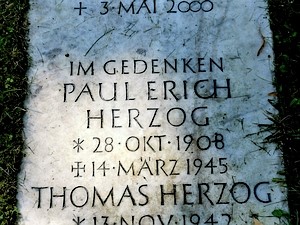 + 3·MAI 2000
IM GEDENKEN
PAUL ERICH
HERZOG
* 28·OKT·1908
✠ 14·MÄRZ 1945
THOMAS HERZOG
* 13·NOV·1942